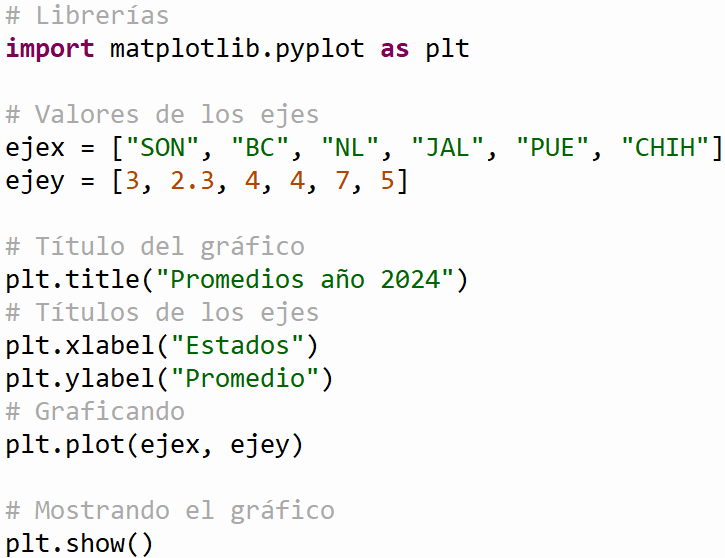 # Librerías
import matplotlib.pyplot as plt
# Valores de los ejes
ejex = ["SON", "BC", "NL", "JAL", "PUE", "CHIH"]
ejey = [3, 2.3, 4, 4, 7, 5]
# Título del gráfico
plt.title("Promedios año 2024")
# Títulos de los ejes
plt.xlabel("Estados")
plt.ylabel("Promedio")
# Graficando
plt.plot(ejex, ejey)
# Mostrando el gráfico
plt.show()